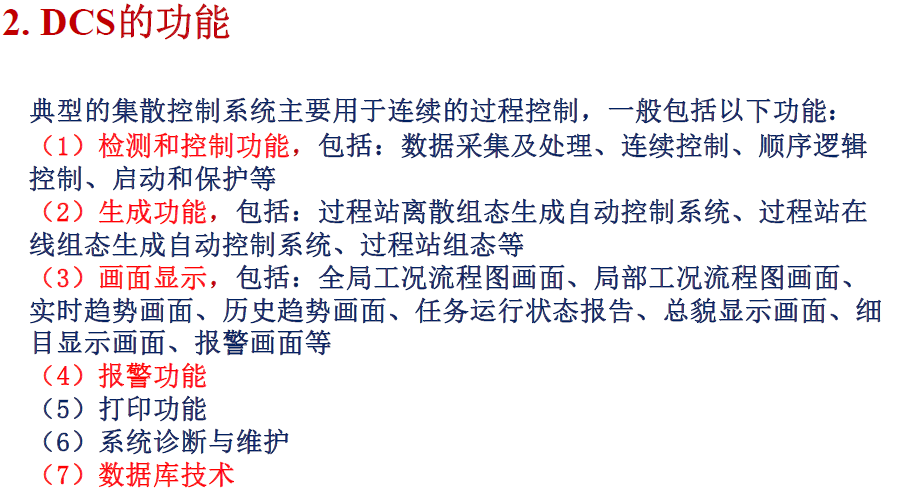 2. DCS的功能
典型的集散控制系统主要用于连续的过程控制，一般包括以下功能：
（1）检测和控制功能，包括：数据采集及处理、连续控制、顺序逻辑
控制、启动和保护等
（2）生成功能，包括：过程站离散组态生成自动控制系统、过程站在
线组态生成自动控制系统、过程站组态等
（3）画面显示，包括：全局工况流程图画面、局部工况流程图画面、
实时趋势画面、历史趋势画面、任务运行状态报告、总貌显示画面、细
目显示画面、报警画面等
（4）报警功能
（5）打印功能
（6）系统诊断与维护
（7）数据库技术